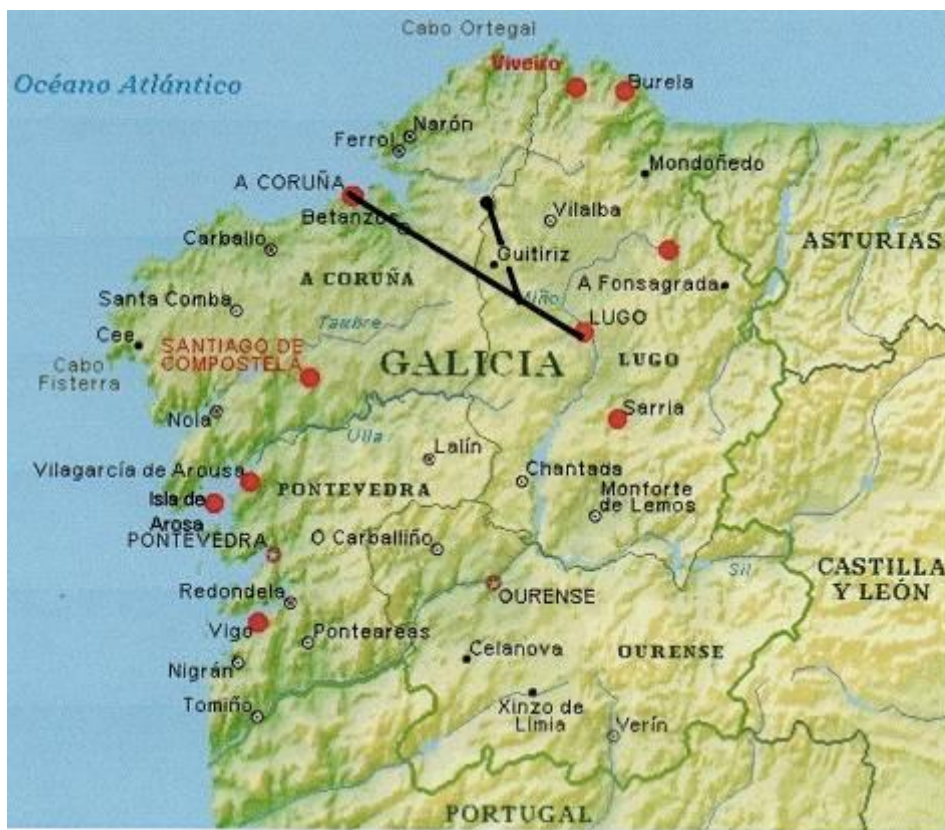 Cabo Ortegal
Viveiro
Burela
Océano Atlántico
Narón
Ferrol
Mondoñedo
A CORUÑA
Betanzos
Vilalba
Carballo
Guitiriz
ASTURIAS
A CORUÑA
A Fonsagrada
Santa Comba
Miño
Tambre
LUGO
Cee
SANTIAGO DE
COMPOSTELA
GALICIA
LUGO
Cabo
Fisterra
Noia
Sarria
Ulla
Lalín
Vilagarcía de Arousa
Chantada
PONTEVEDRA
Isla de
Arosa
Monforte
de Lemos
PONTEVEDRA
O Carballiño
Sil
CASTILLA
Y LEÓN
Redondela
OURENSE
Vigo
Ponteareas
Celanova
OURENSE
Nigrán
Tomiño
Xinzo de
Limia
Verín
PORTUGAL